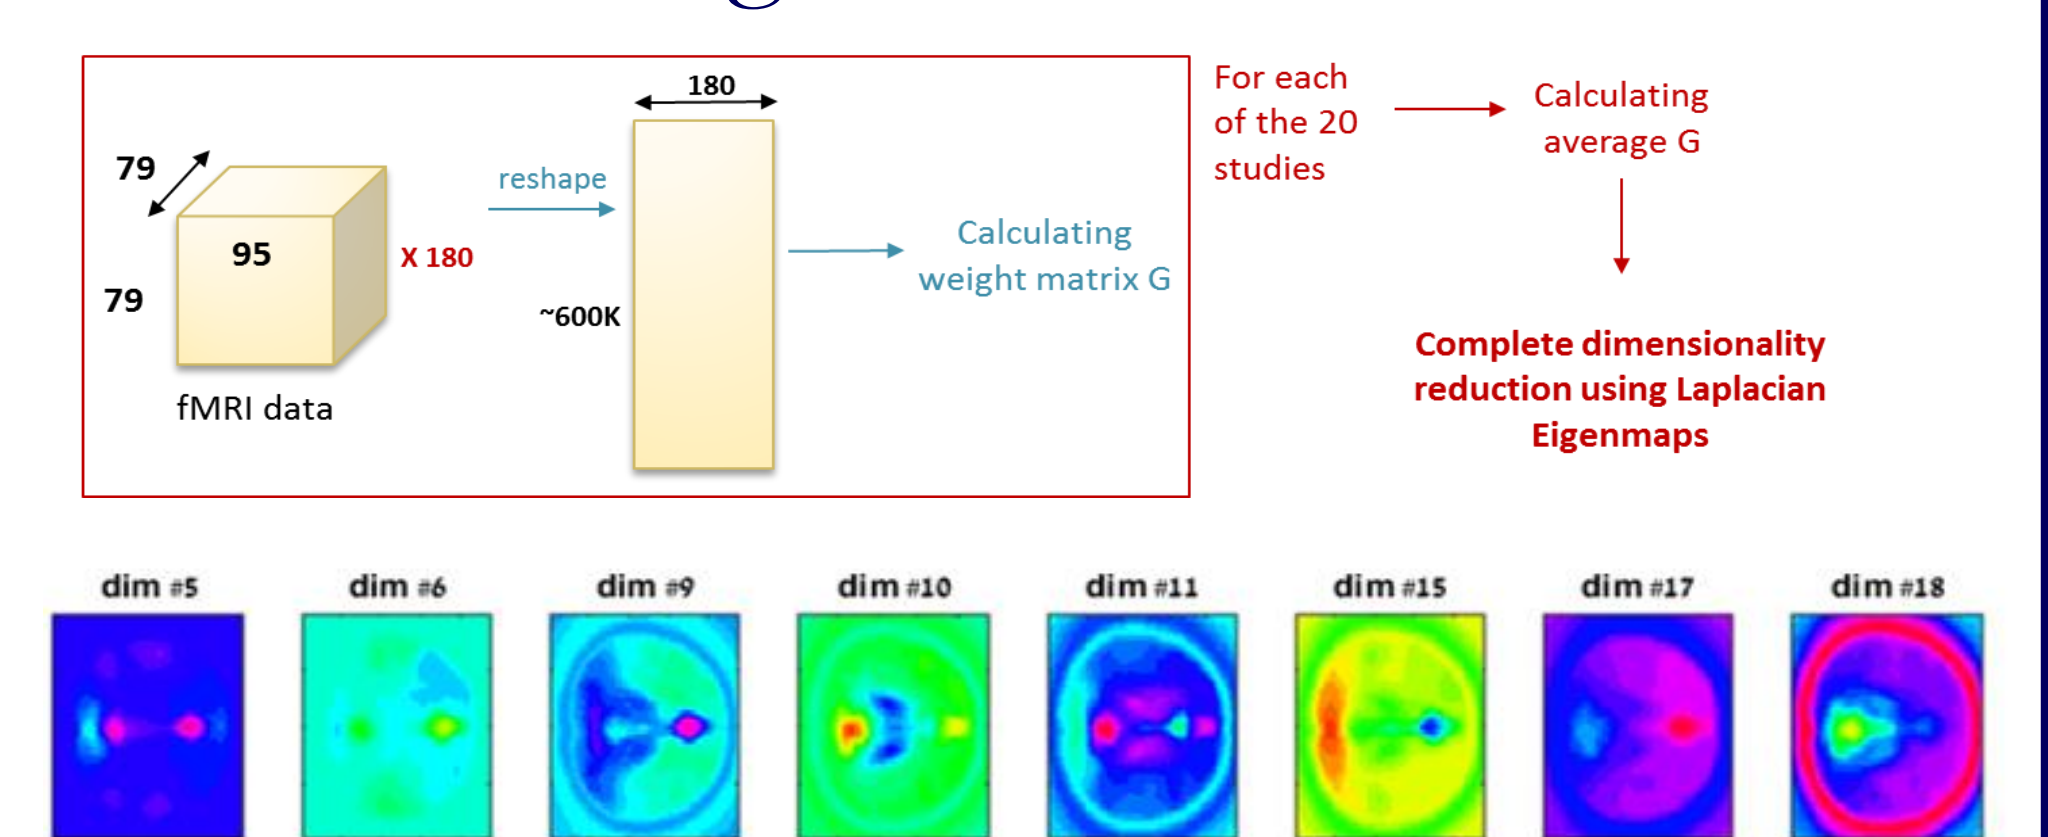 180
For each
of the 20
studies
Calculating
average G
79
reshape
95
X 180
79
~600K
Calculating
weight matrix G
fMRI data
Complete dimensionality
reduction using Laplacian
Eigenmaps
dim #5
dim #6
dim #9
dim #10
dim #11
dim #15
dim #17
dim #18